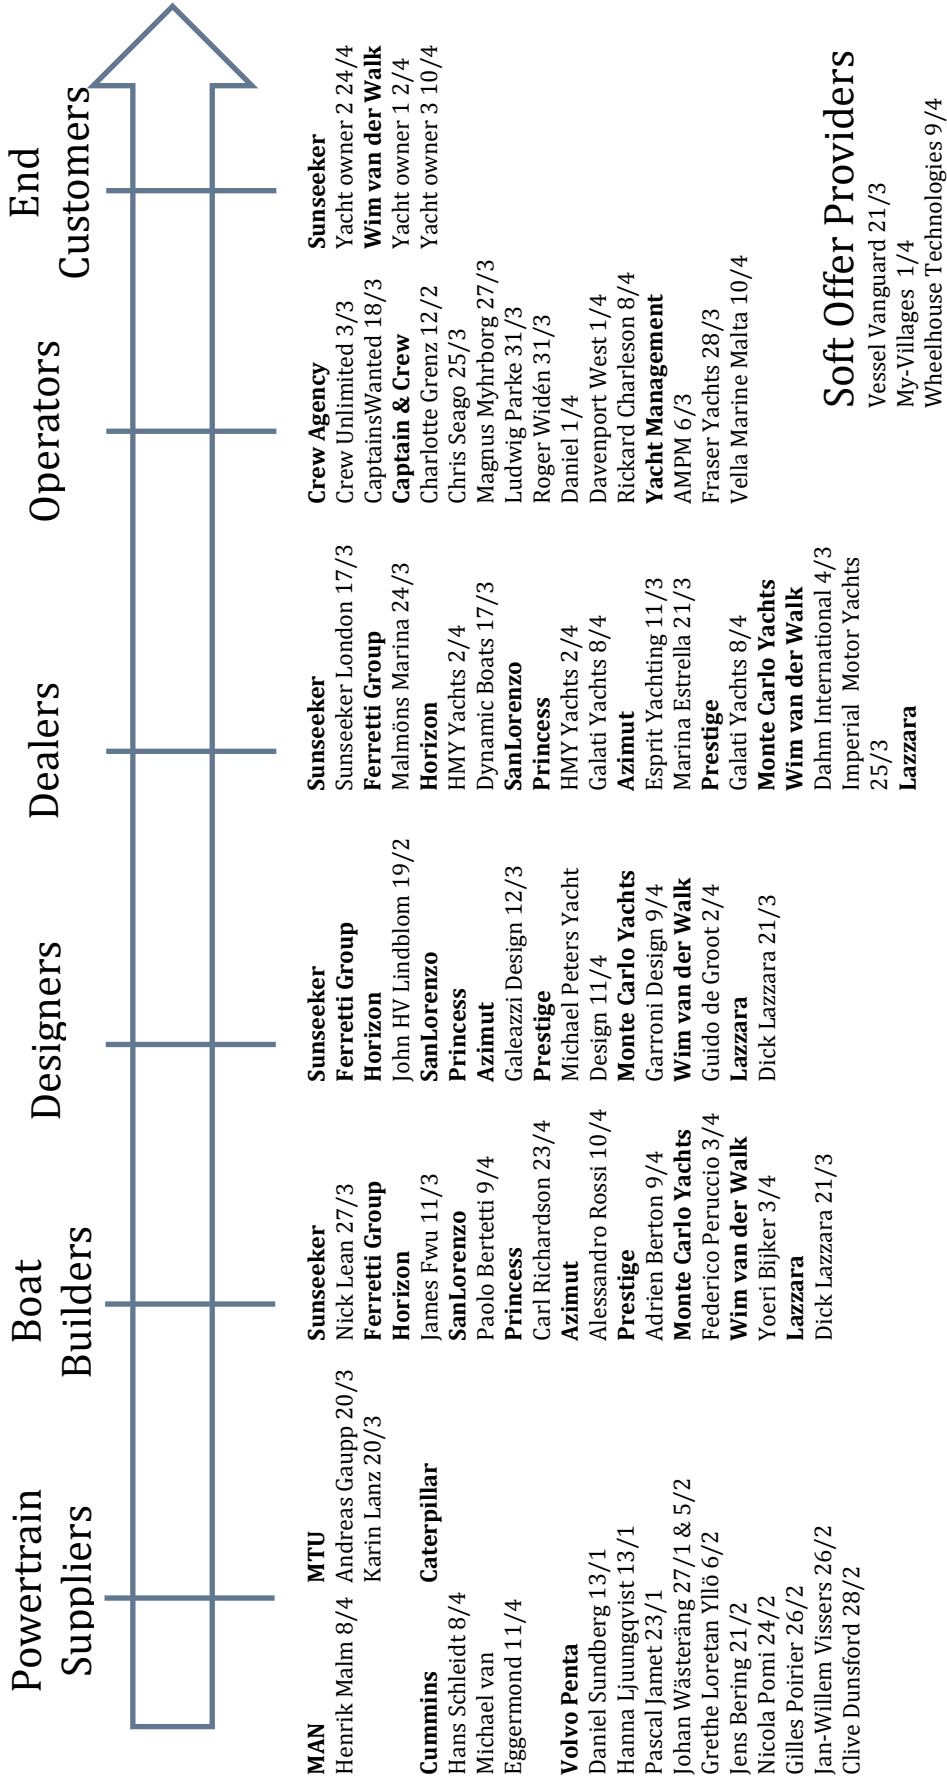 Powertrain
Suppliers
Boat
Builders
Designers
Dealers
Operators
End
Customers
MAN
Henrik Malm 8/4
MTU
Andreas Gaupp 20/3
Karin Lanz 20/3
Cummins
Hans Schleidt 8/4
Michael van
Eggermond 11/4
Caterpillar
Volvo Penta
Daniel Sundberg 13/1
Hanna Ljuungqvist 13/1
Pascal Jamet 23/1
Johan Wästeräng 27/1 & 5/2
Grethe Loretan Yllö 6/2
Jens Bering 21/2
Nicola Pomi 24/2
Gilles Poirier 26/2
Jan-Willem Vissers 26/2
Clive Dunsford 28/2
Sunseeker
Nick Lean 27/3
Ferretti Group
Horizon
James Fwu 11/3
SanLorenzo
Paolo Bertetti 9/4
Princess
Carl Richardson 23/4
Azimut
Alessandro Rossi 10/4
Prestige
Adrien Berton 9/4
Monte Carlo Yachts
Federico Peruccio 3/4
Wim van der Walk
Yoeri Bijker 3/4
Lazzara
Dick Lazzara 21/3
Sunseeker
Ferretti Group
Horizon
John HV Lindblom 19/2
SanLorenzo
Princess
Azimut
Galeazzi Design 12/3
Prestige
Michael Peters Yacht
Design 11/4
Monte Carlo Yachts
Garroni Design 9/4
Wim van der Walk
Guido de Groot 2/4
Lazzara
Dick Lazzara 21/3
Sunseeker
Sunseeker London 17/3
Ferretti Group
Malmöns Marina 24/3
Horizon
HMY Yachts 2/4
Dynamic Boats 17/3
SanLorenzo
Princess
HMY Yachts 2/4
Galati Yachts 8/4
Azimut
Esprit Yachting 11/3
Marina Estrella 21/3
Prestige
Galati Yachts 8/4
Monte Carlo Yachts
Wim van der Walk
Dahm International 4/3
Imperial Motor Yachts
25/3
Lazzara
Crew Agency
Crew Unlimited 3/3
CaptainsWanted 18/3
Captain & Crew
Charlotte Grenz 12/2
Chris Seago 25/3
Magnus Myhrborg 27/3
Ludwig Parke 31/3
Roger Widén 31/3
Daniel 1/4
Davenport West 1/4
Rickard Charleson 8/4
Yacht Management
AMPM 6/3
Fraser Yachts 28/3
Vella Marine Malta 10/4
Sunseeker
Yacht owner 2 24/4
Wim van der Walk
Yacht owner 1 2/4
Yacht owner 3 10/4
Soft Offer Providers
Vessel Vanguard 21/3
My-Villages 1/4
Wheelhouse Technologies 9/4